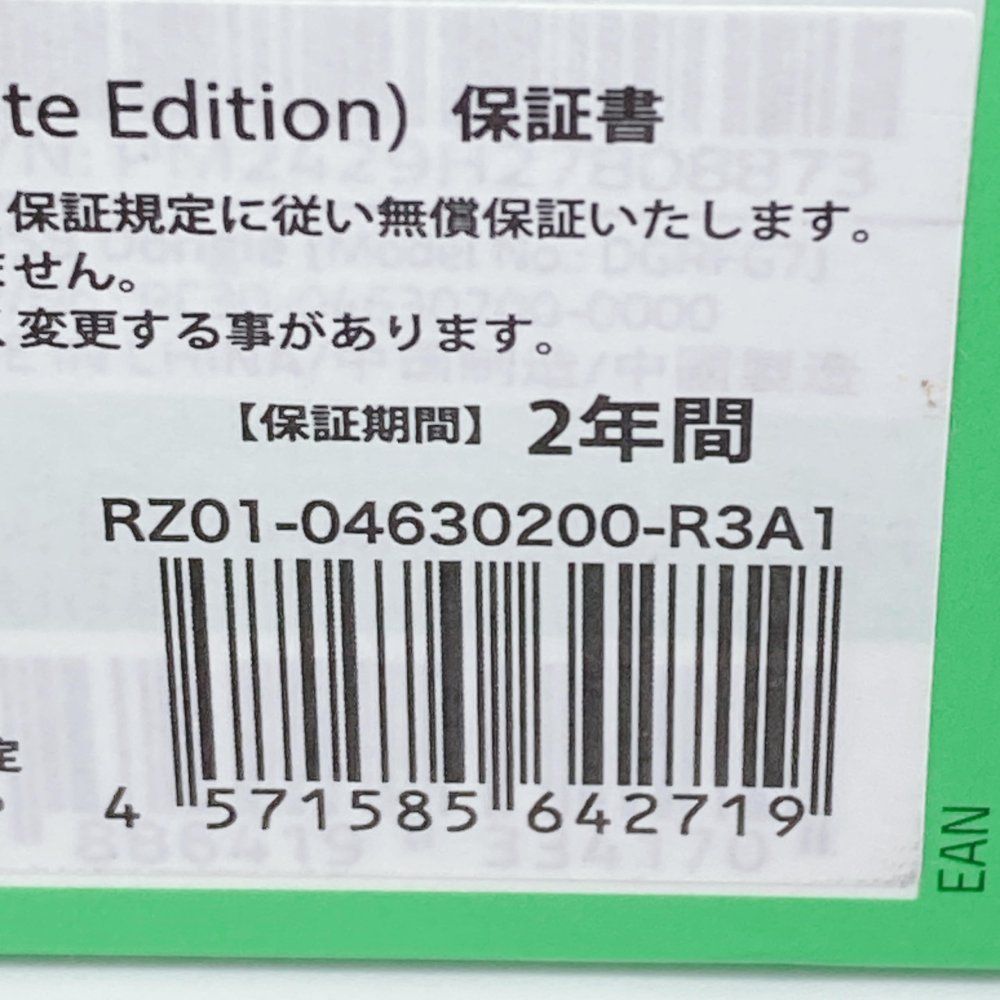 te Edition) 保証書
保証規定に従い無償保証いたします。
せん。
変更する事があります。
【保証期間】 2年間
RZ01-04630200-R3A1
4 571585 642719
定
EAN